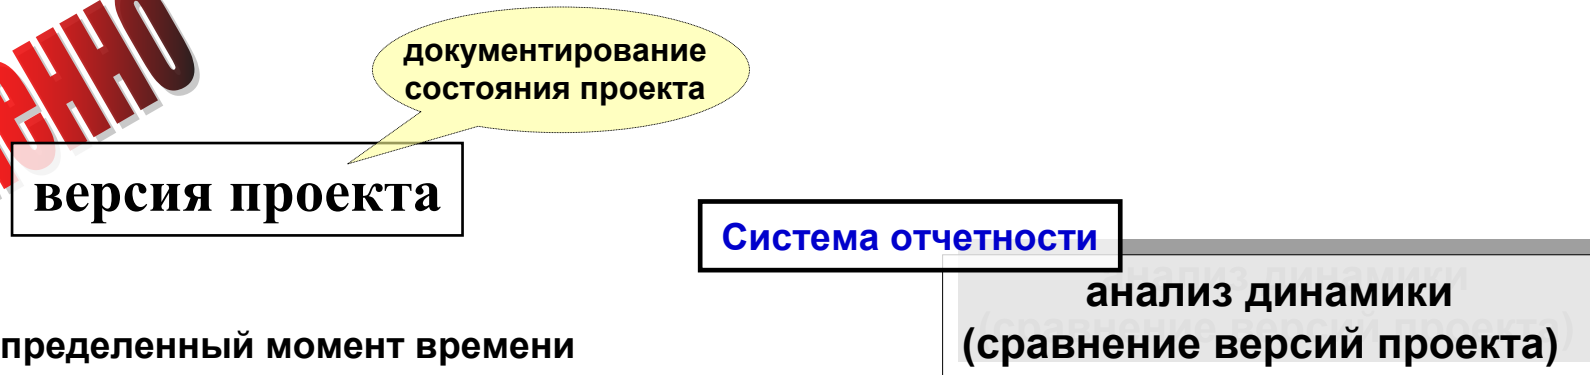 документирование
состояния проекта
версия проекта
Система отчетности
анализ динамики
(сравнение версий проекта)
пределенный момент времени